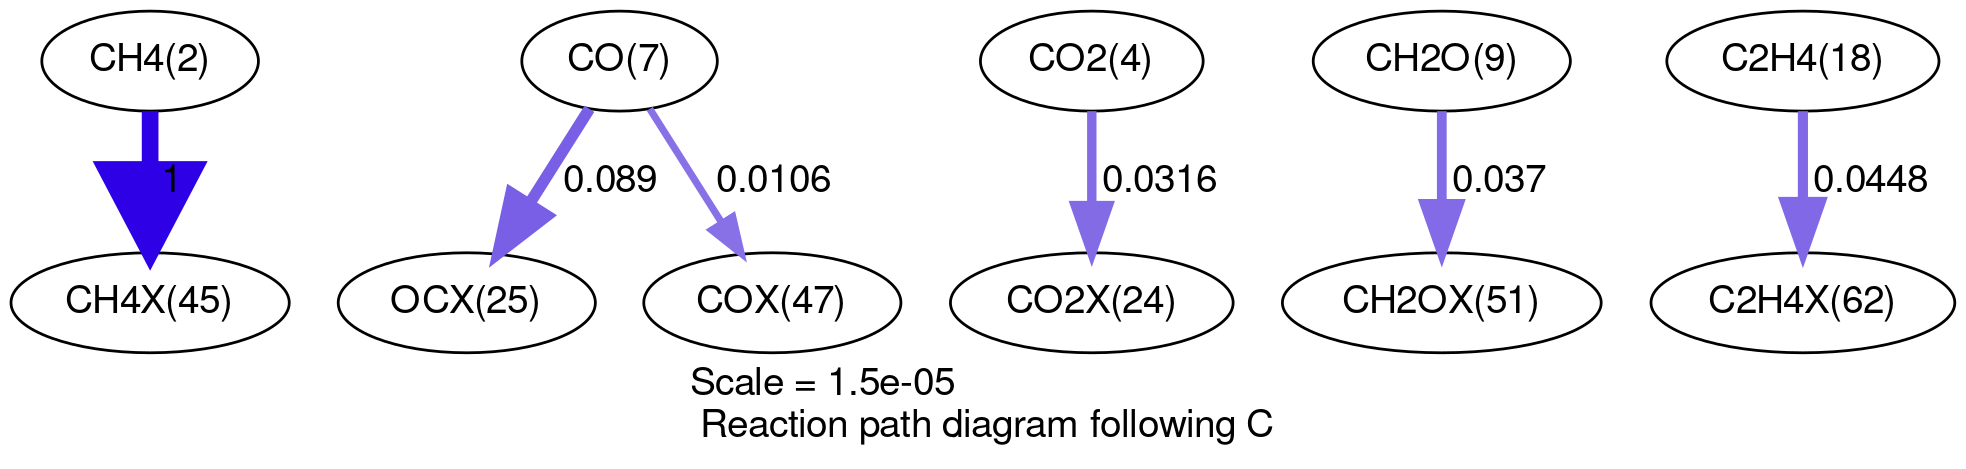 CH4(2)
CO(7)
CO2(4)
CH2O(9)
C2H4(18)
1
0.089
0.0106
0.0316
0.037
0.0448
CH4X(45)
OCX(25)
COX(47)
CO2X(24)
CH2OX(51)
C2H4X(62)
Scale = 1.5e-05
Reaction path diagram following C